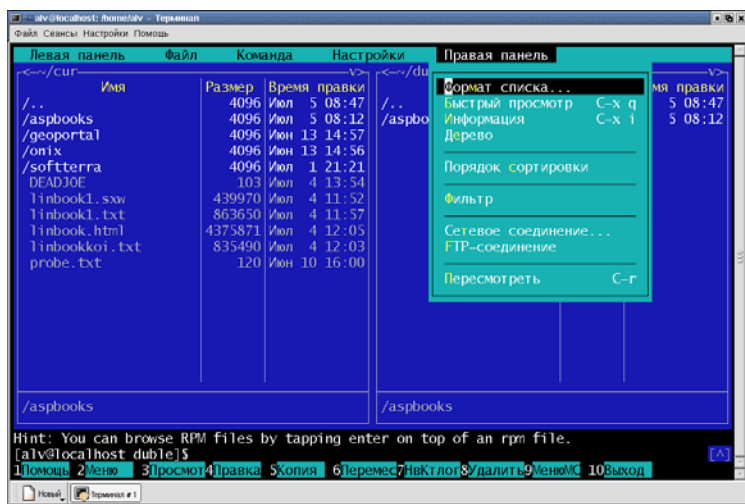 alv@localhost: /home/alv - Терминал
Файл Сеансы Настройки Помощь
Левая панель Файл Команда Настройки Правая панель
<-~/cur v> <-~/du v>
Имя Размер Время правки
/.. 4096 Июл 5 08:47
/aspbooks 4096 Июл 5 08:12
/geoportal 4096 Июн 13 14:57
/onix 4096 Июн 13 14:56
/softterra 4096 Июл 1 21:21
DEADJOE 103 Июл 4 13:54
linbook1.sxw 439970 Июл 4 11:52
linbook1.txt 863650 Июл 4 11:57
linbook.html 4375871 Июл 4 12:05
linbookkoi.txt 835490 Июл 4 12:03
probe.txt 120 Июн 10 16:00
/aspbooks
мя правки
/.. 5 08:47
/aspbo 5 08:12
Формат списка...
Быстрый просмотр C-x q
Информация C-x i
Дерево
Порядок сортировки
Фильтр
Сетевое соединение...
FTP-соединение
Пересмотреть C-r
/aspbooks
Hint: You can browse RPM files by tapping enter on top of an rpm file.
[alv@localhost duble]$ [^]
1Помощь 2Меню 3Просмот4Правка 5Копия 6Перемес7НвКтлог8Удалить9МенюМС 10Выход
Новый Терминал # 1